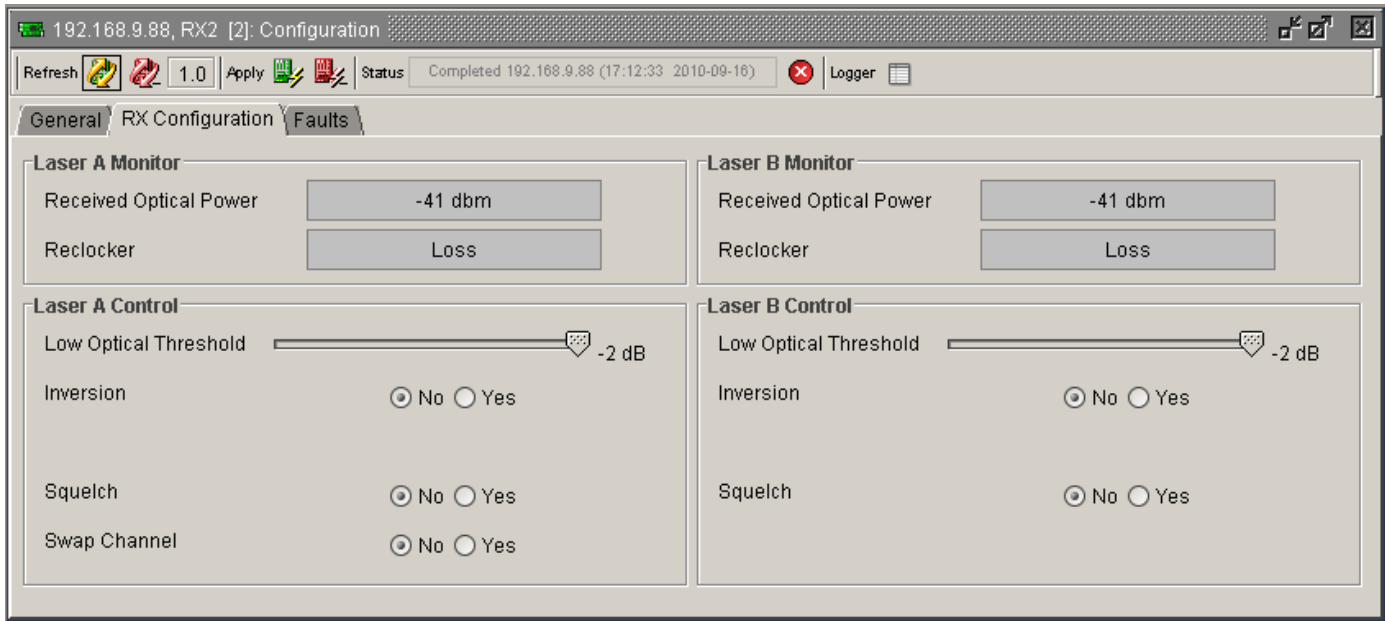 192.168.9.88, RX2 [2]: Configuration
Refresh 1.0 Apply Status Completed 192.168.9.88 (17:12:33 2010-09-16) Logger
General RX Configuration Faults
Laser A Monitor
Received Optical Power -41 dbm
Reclocker Loss
Laser B Monitor
Received Optical Power -41 dbm
Reclocker Loss
Laser A Control
Low Optical Threshold -2 dB
Inversion No Yes
Squelch No Yes
Swap Channel No Yes
Laser B Control
Low Optical Threshold -2 dB
Inversion No Yes
Squelch No Yes